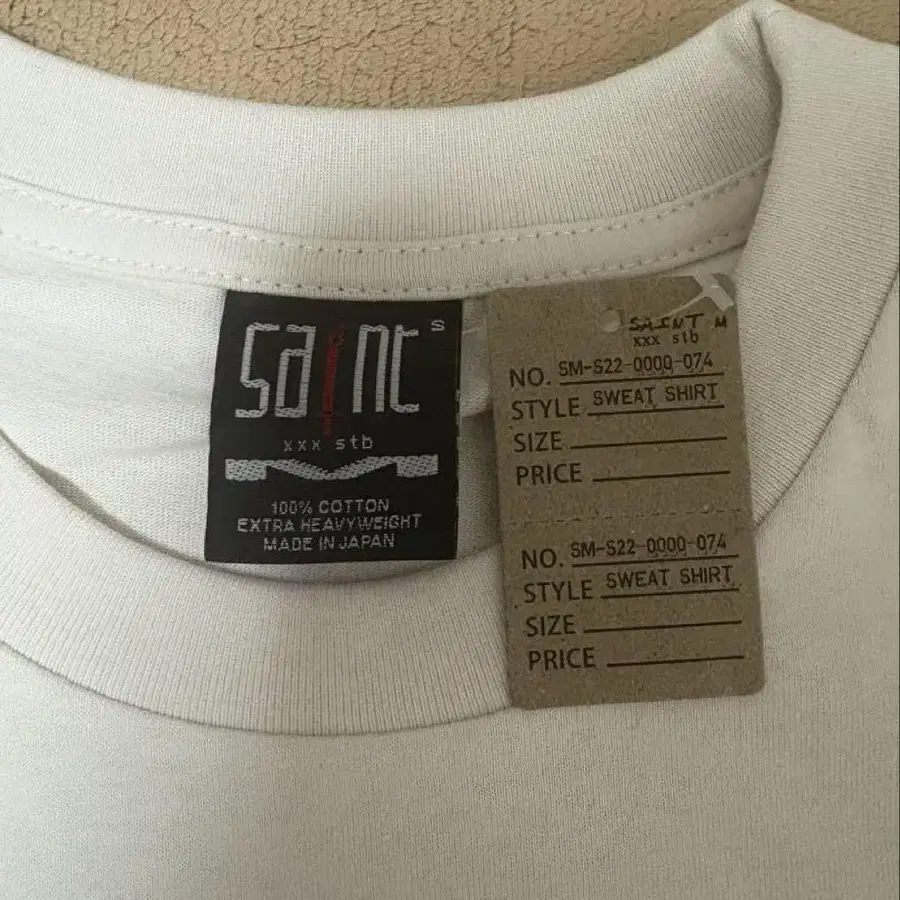 saint s
xxx stb
M
100% COTTON
EXTRA HEAVYWEIGHT
MADE IN JAPAN
SAINT M
xxx stb
NO. SM-S22-0000-074
STYLE SWEAT SHIRT
SIZE
PRICE
NO. SM-S22-0000-074
STYLE SWEAT SHIRT
SIZE
PRICE